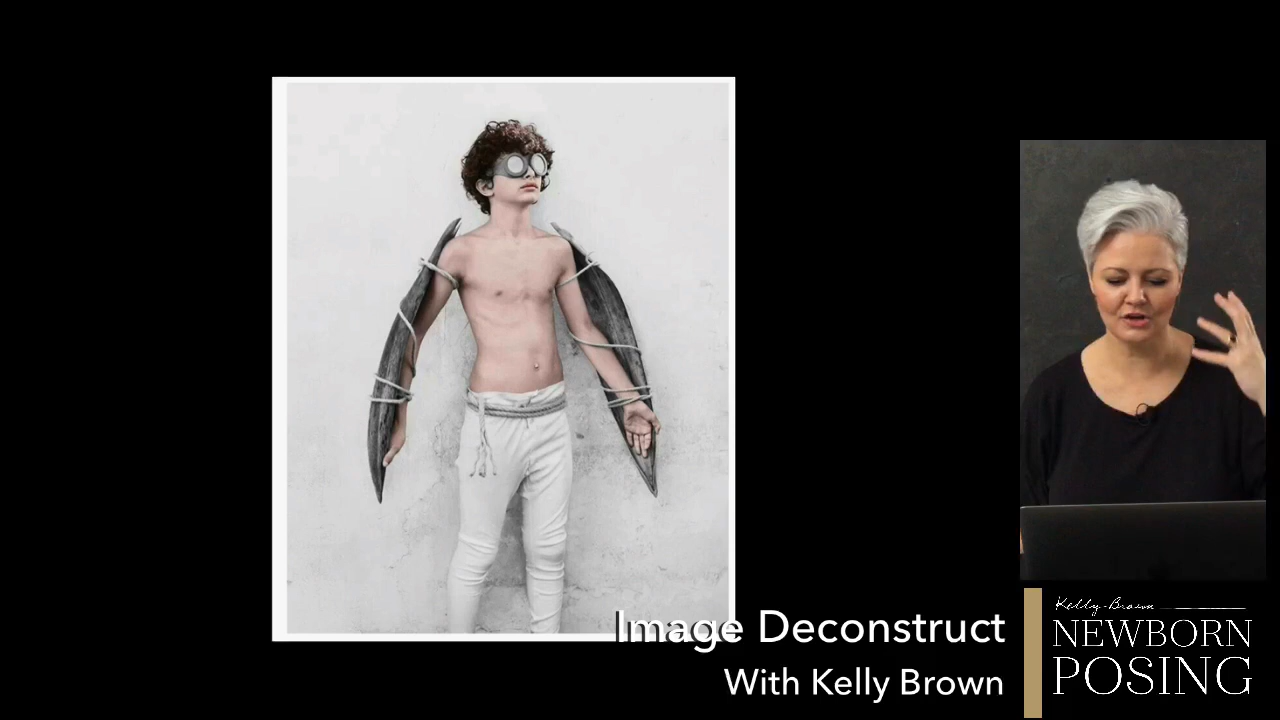 Image Deconstruct
With Kelly Brown
Kelly Brown
NEWBORN
POSING